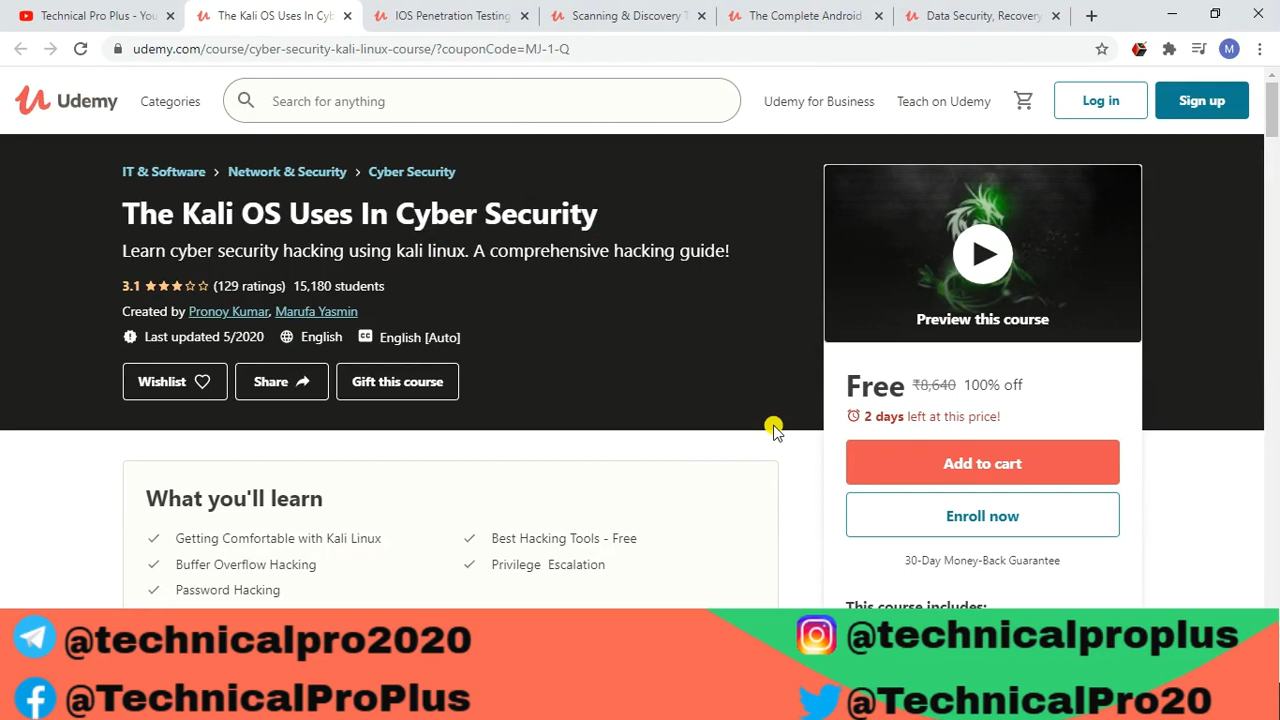 Technical Pro Plus - You
The Kali OS Uses In Cyb
IOS Penetration Testing
Scanning & Discovery T
The Complete Android
Data Security, Recovery
udemy.com/course/cyber-security-kali-linux-course/?couponCode=MJ-1-Q
M
Udemy
Categories
Search for anything
Udemy for Business
Teach on Udemy
Log in
Sign up
IT & Software > Network & Security > Cyber Security
The Kali OS Uses In Cyber Security
Learn cyber security hacking using kali linux. A comprehensive hacking guide!
3.1 (129 ratings) 15,180 students
Created by Pronoy Kumar, Marufa Yasmin
Last updated 5/2020 English CC English [Auto]
Wishlist
Share
Gift this course
Preview this course
Free ₹8,640 100% off
2 days left at this price!
Add to cart
Enroll now
30-Day Money-Back Guarantee
This course includes:
What you'll learn
Getting Comfortable with Kali Linux
Best Hacking Tools - Free
Buffer Overflow Hacking
Privilege Escalation
Password Hacking
@technicalpro2020
@technicalproplus
@TechnicalProPlus
@TechnicalPro20